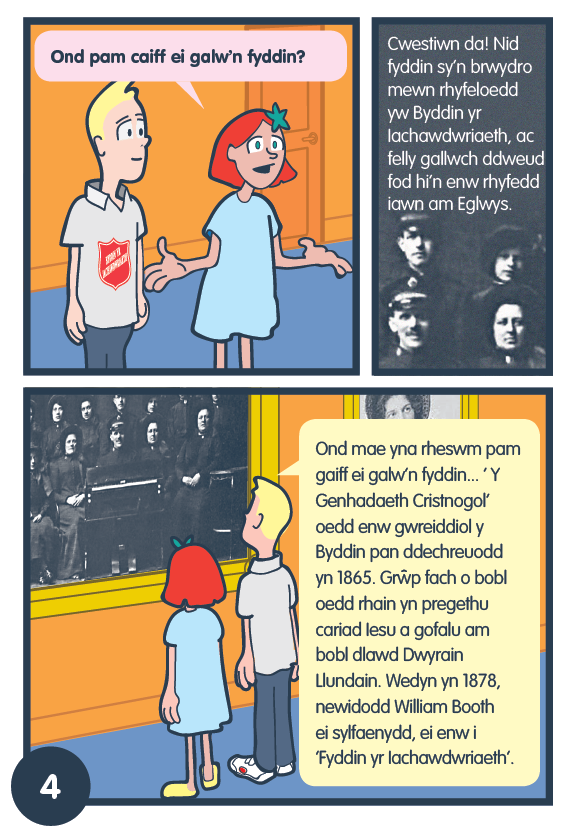 Ond pam caiff ei galw'n fyddin?
Cwestiwn da! Nid
fyddin sy'n brwydro
mewn rhyfeloedd
yw Byddin yr
Iachawdwriaeth, ac
felly gallwch ddweud
fod hi'n enw rhyfedd
iawn am Eglwys.
Ond mae yna rheswm pam
gaiff ei galw'n fyddin... ' Y
Genhadaeth Cristnogol'
oedd enw gwreiddiol y
Byddin pan ddechreuodd
yn 1865. Grŵp fach o bobl
oedd rhain yn pregethu
cariad Iesu a gofalu am
bobl dlawd Dwyrain
Llundain. Wedyn yn 1878,
newidodd William Booth
ei sylfaenydd, ei enw i
'Fyddin yr Iachawdwriaeth'.
4